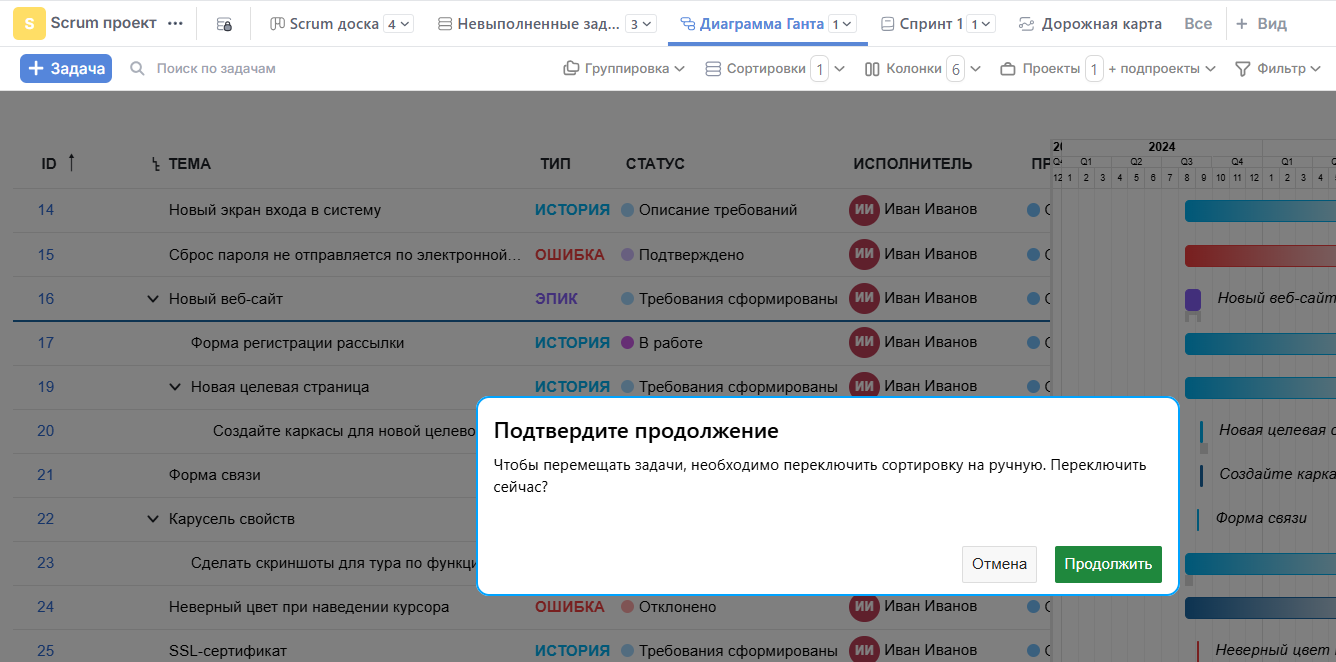 S Scrum проект ••• Scrum доска 4 Невыполненные зад... 3 Диаграмма Ганта 1 Спринт 1 1 Дорожная карта Все + Вид
+ Задача Поиск по задачам Группировка Сортировки 1 Колонки 6 Проекты 1 + подпроекты Фильтр
2024
Q1 Q2 Q3 Q4 Q1
ID ТЕМА ТИП СТАТУС ИСПОЛНИТЕЛЬ
12 1 2 3 4 5 6 7 8 9 10 11 12 1 2 3 4
14 Новый экран входа в систему ИСТОРИЯ Описание требований ИИ Иван Иванов
15 Сброс пароля не отправляется по электронной... ОШИБКА Подтверждено ИИ Иван Иванов
16 Новый веб-сайт ЭПИК Требования сформированы ИИ Иван Иванов Новый веб-сайт
17 Форма регистрации рассылки ИСТОРИЯ В работе ИИ Иван Иванов
19 Новая целевая страница ИСТОРИЯ Требования сформированы ИИ Иван Иванов
20 Создайте каркасы для новой целево Новая целевая с
21 Форма связи Создайте карка
22 Карусель свойств Форма связи
23 Сделать скриншоты для тура по функци
Подтвердите продолжение
Чтобы перемещать задачи, необходимо переключить сортировку на ручную. Переключить
сейчас?
Отмена Продолжить
24 Неверный цвет при наведении курсора ОШИБКА Отклонено ИИ Иван Иванов
25 SSL-сертификат ИСТОРИЯ Требования сформированы ИИ Иван Иванов Неверный цвет